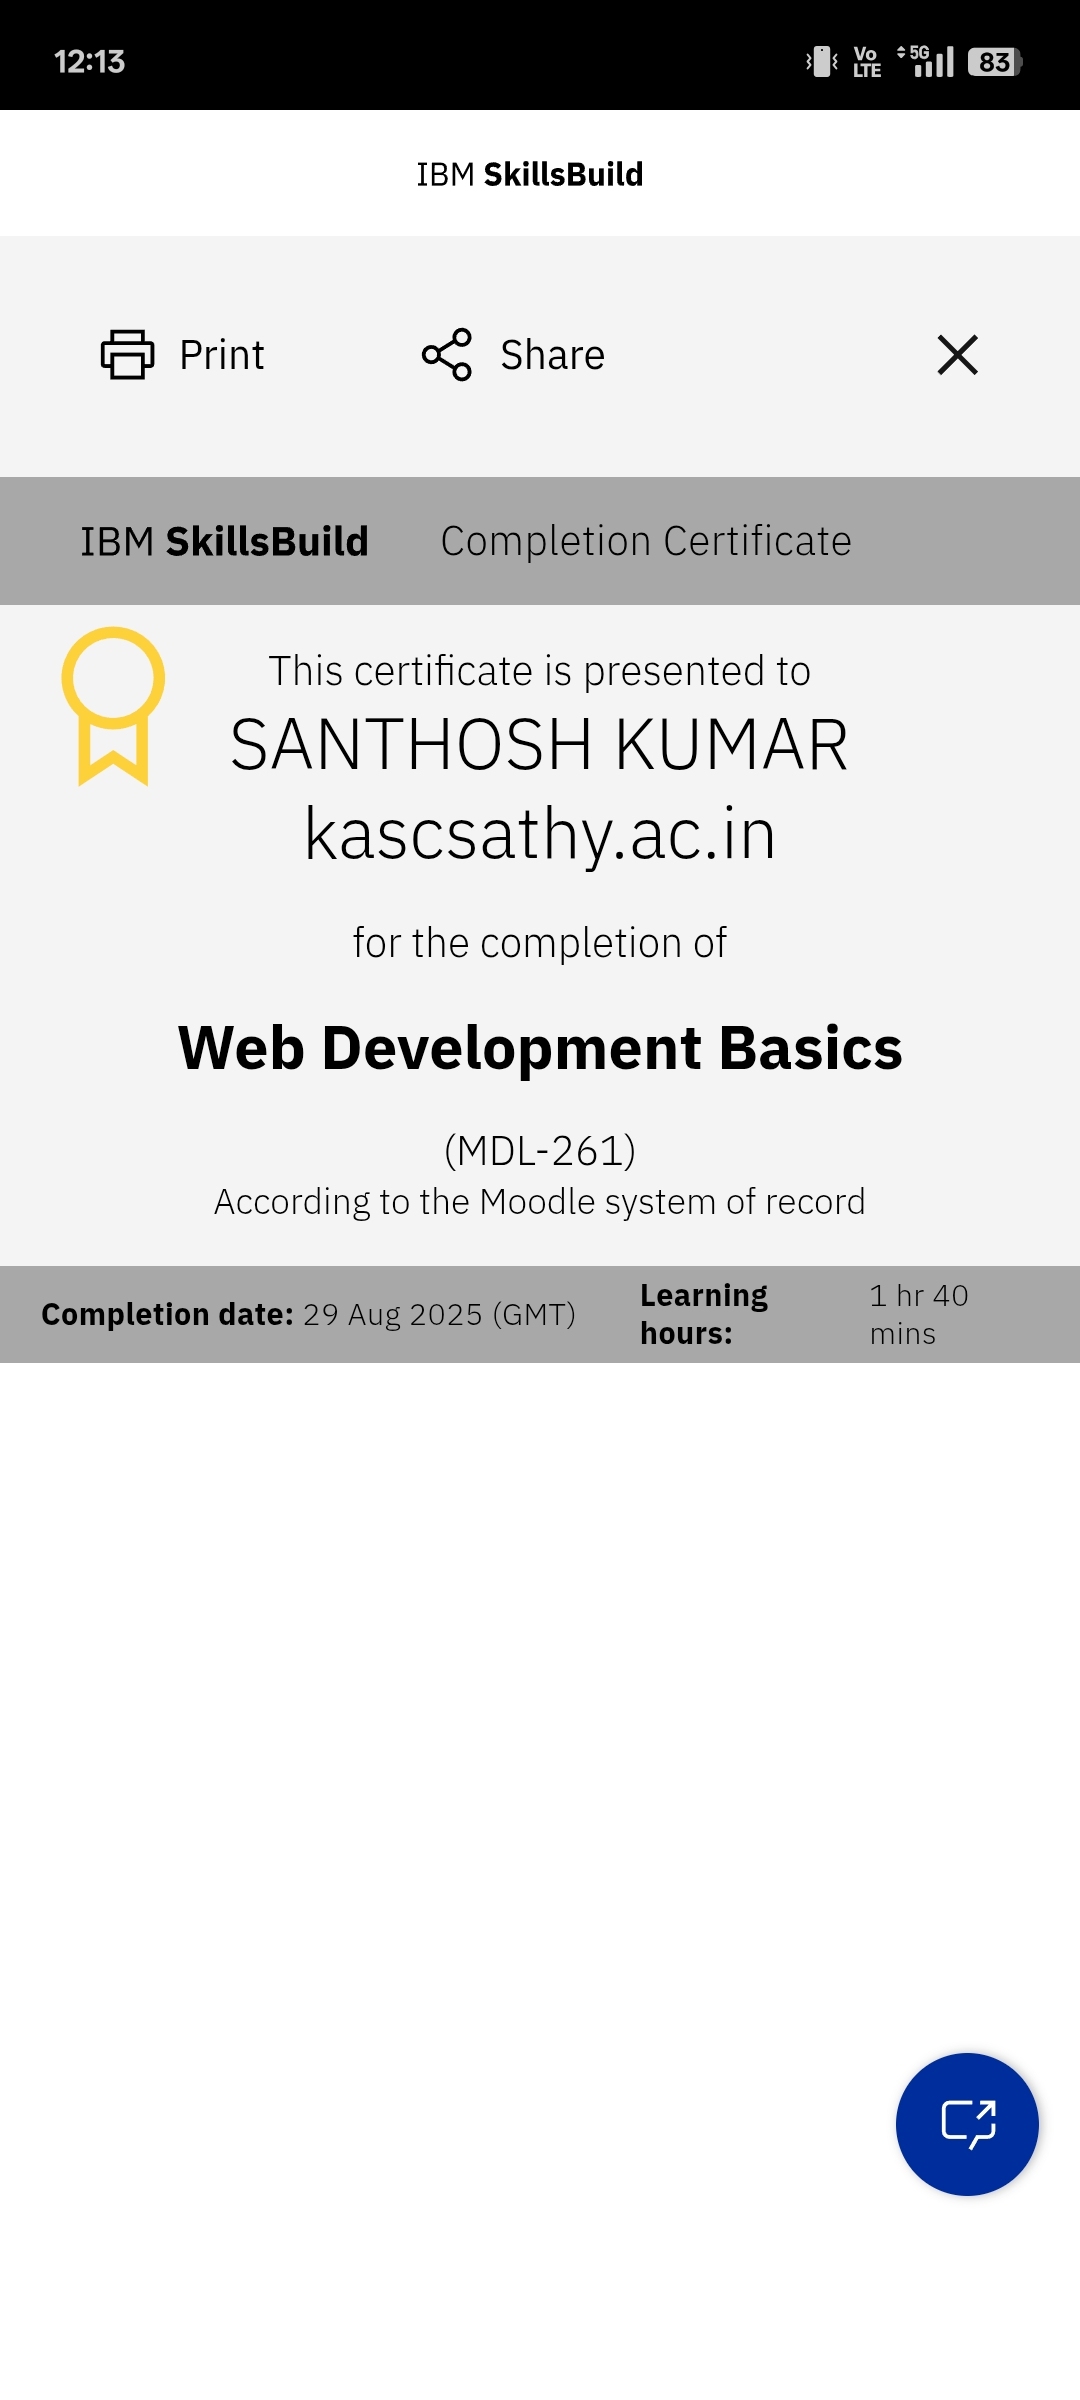 12:13
Vo LTE 5G 83
IBM SkillsBuild
Print Share
IBM SkillsBuild Completion Certificate
This certificate is presented to
SANTHOSH KUMAR
kascsathy.ac.in
for the completion of
Web Development Basics
(MDL-261)
According to the Moodle system of record
Completion date: 29 Aug 2025 (GMT)
Learning hours:
1 hr 40 mins